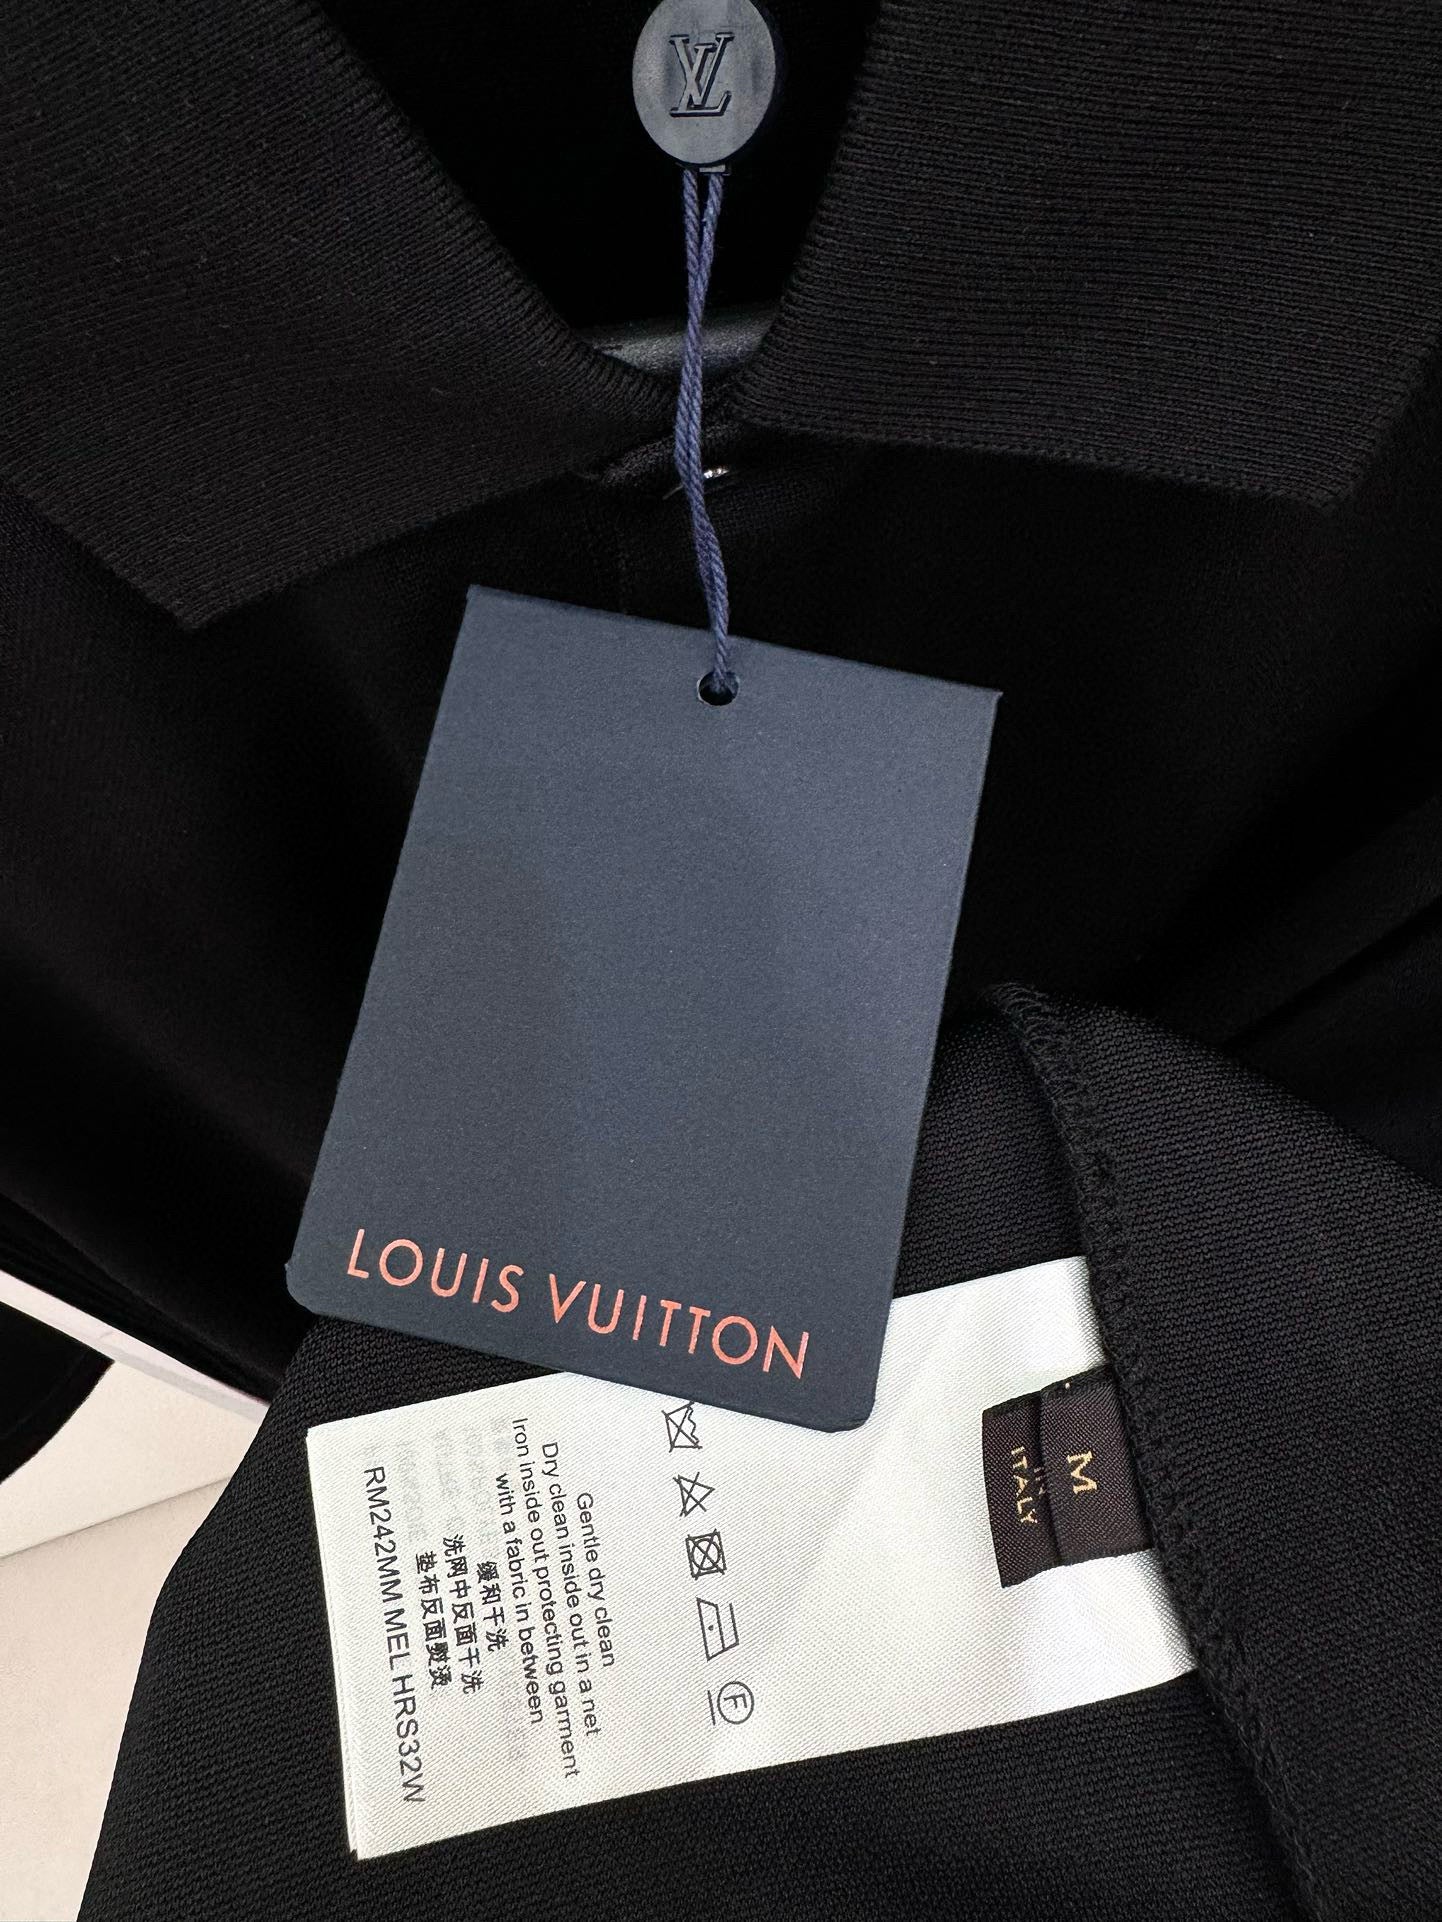 LV
LOUIS VUITTON
M
IN
ITALY
F
Gentle dry clean
Dry clean inside out in a net
Iron inside out protecting garment
with a fabric in between
缓和干洗
洗网中反面干洗
垫布反面熨烫
RM242MM MEL HRS32W